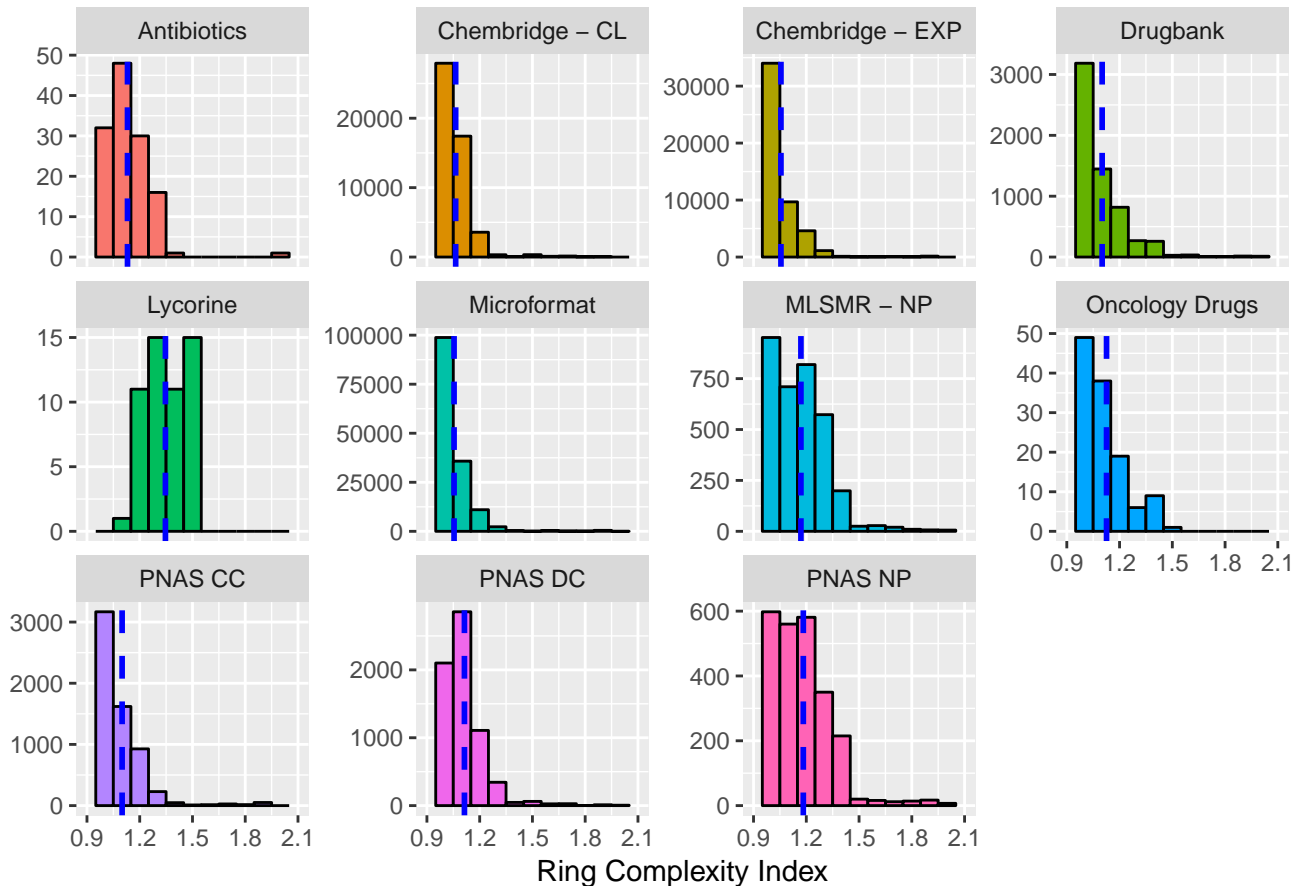 Antibiotics
Chembridge − CL
Chembridge − EXP
Drugbank
50
40
30
20
10
0
20000
10000
0
30000
20000
10000
0
3000
2000
1000
0
Lycorine
Microformat
MLSMR − NP
Oncology Drugs
15
10
5
0
100000
75000
50000
25000
0
750
500
250
0
50
40
30
20
10
0
0.9 1.2 1.5 1.8 2.1
PNAS CC
PNAS DC
PNAS NP
3000
2000
1000
0
2000
1000
0
600
400
200
0
0.9 1.2 1.5 1.8 2.1
0.9 1.2 1.5 1.8 2.1
0.9 1.2 1.5 1.8 2.1
Ring Complexity Index